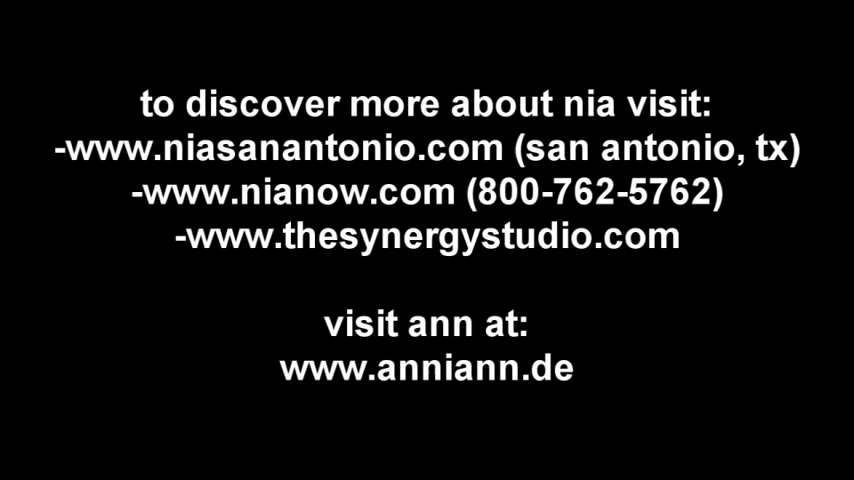 to discover more about nia visit:
-www.niasanantonio.com (san antonio, tx)
-www.nianow.com (800-762-5762)
-www.thesynergystudio.com
visit ann at:
www.anniann.de